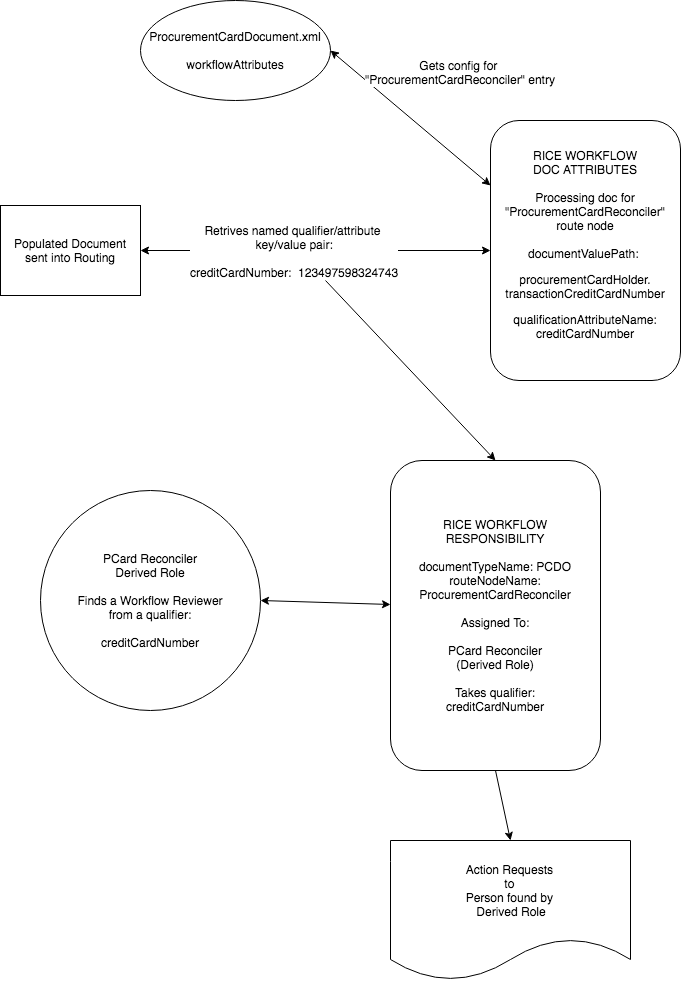 ProcurementCardDocument.xml
workflowAttributes
Gets config for
"ProcurementCardReconciler" entry
RICE WORKFLOW
DOC ATTRIBUTES
Processing doc for
"ProcurementCardReconciler"
route node
documentValuePath:
procurementCardHolder.
transactionCreditCardNumber
qualificationAttributeName:
creditCardNumber
Populated Document
sent into Routing
Retrives named qualifier/attribute
key/value pair:
creditCardNumber: 123497598324743
RICE WORKFLOW
RESPONSIBILITY
documentTypeName: PCDO
routeNodeName:
ProcurementCardReconciler
Assigned To:
PCard Reconciler
(Derived Role)
Takes qualifier:
creditCardNumber
PCard Reconciler
Derived Role
Finds a Workflow Reviewer
from a qualifier:
creditCardNumber
Action Requests
to
Person found by
Derived Role